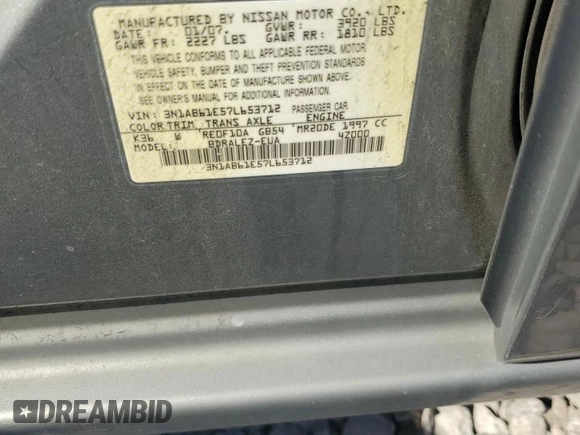 MANUFACTURED BY NISSAN MOTOR CO., LTD.
DATE: 01/07. GVWR: 3920 LBS
GAWR FR: 2227 LBS GAWR RR: 1810 LBS
THIS VEHICLE CONFORMS TO ALL APPLICABLE FEDERAL MOTOR
VEHICLE SAFETY, BUMPER AND THEFT PREVENTION STANDARDS
IN EFFECT ON THE DATE OF MANUFACTURE SHOWN ABOVE. SEE
OWNER'S MANUAL FOR ADDITIONAL INFORMATION.
VIN: 3N1AB61E57L653712 PASSENGER CAR
COLOR TRIM TRANS AXLE ENGINE
K36 W RE0F10A GB54 MR20DE 1997 CC
MODEL: BDRALEZ-EUA 4Z000
3N1AB61E57L653712
DREAMBID